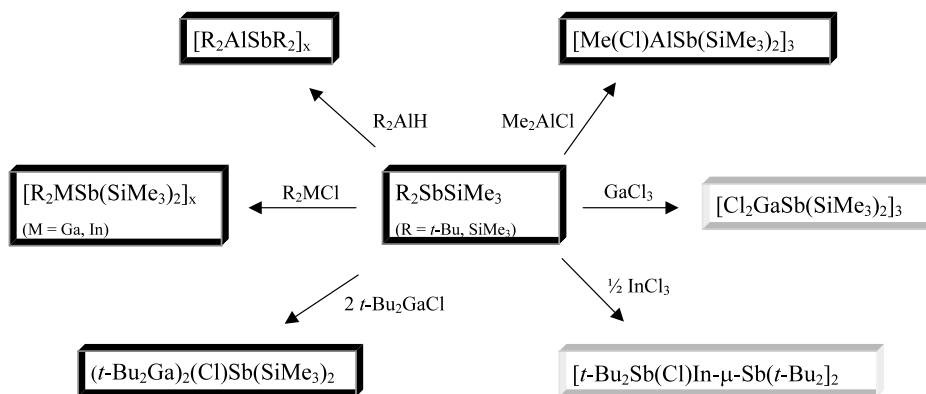 [R₂AlSbR₂]ₓ
[Me(Cl)AlSb(SiMe₃)₂]₃
R₂AlH
Me₂AlCl
[R₂MSb(SiMe₃)₂]ₓ
(M = Ga, In)
R₂MCl
R₂SbSiMe₃
(R = t-Bu, SiMe₃)
GaCl₃
[Cl₂GaSb(SiMe₃)₂]₃
2 t-Bu₂GaCl
½ InCl₃
(t-Bu₂Ga)₂(Cl)Sb(SiMe₃)₂
[t-Bu₂Sb(Cl)In-μ-Sb(t-Bu₂]₂